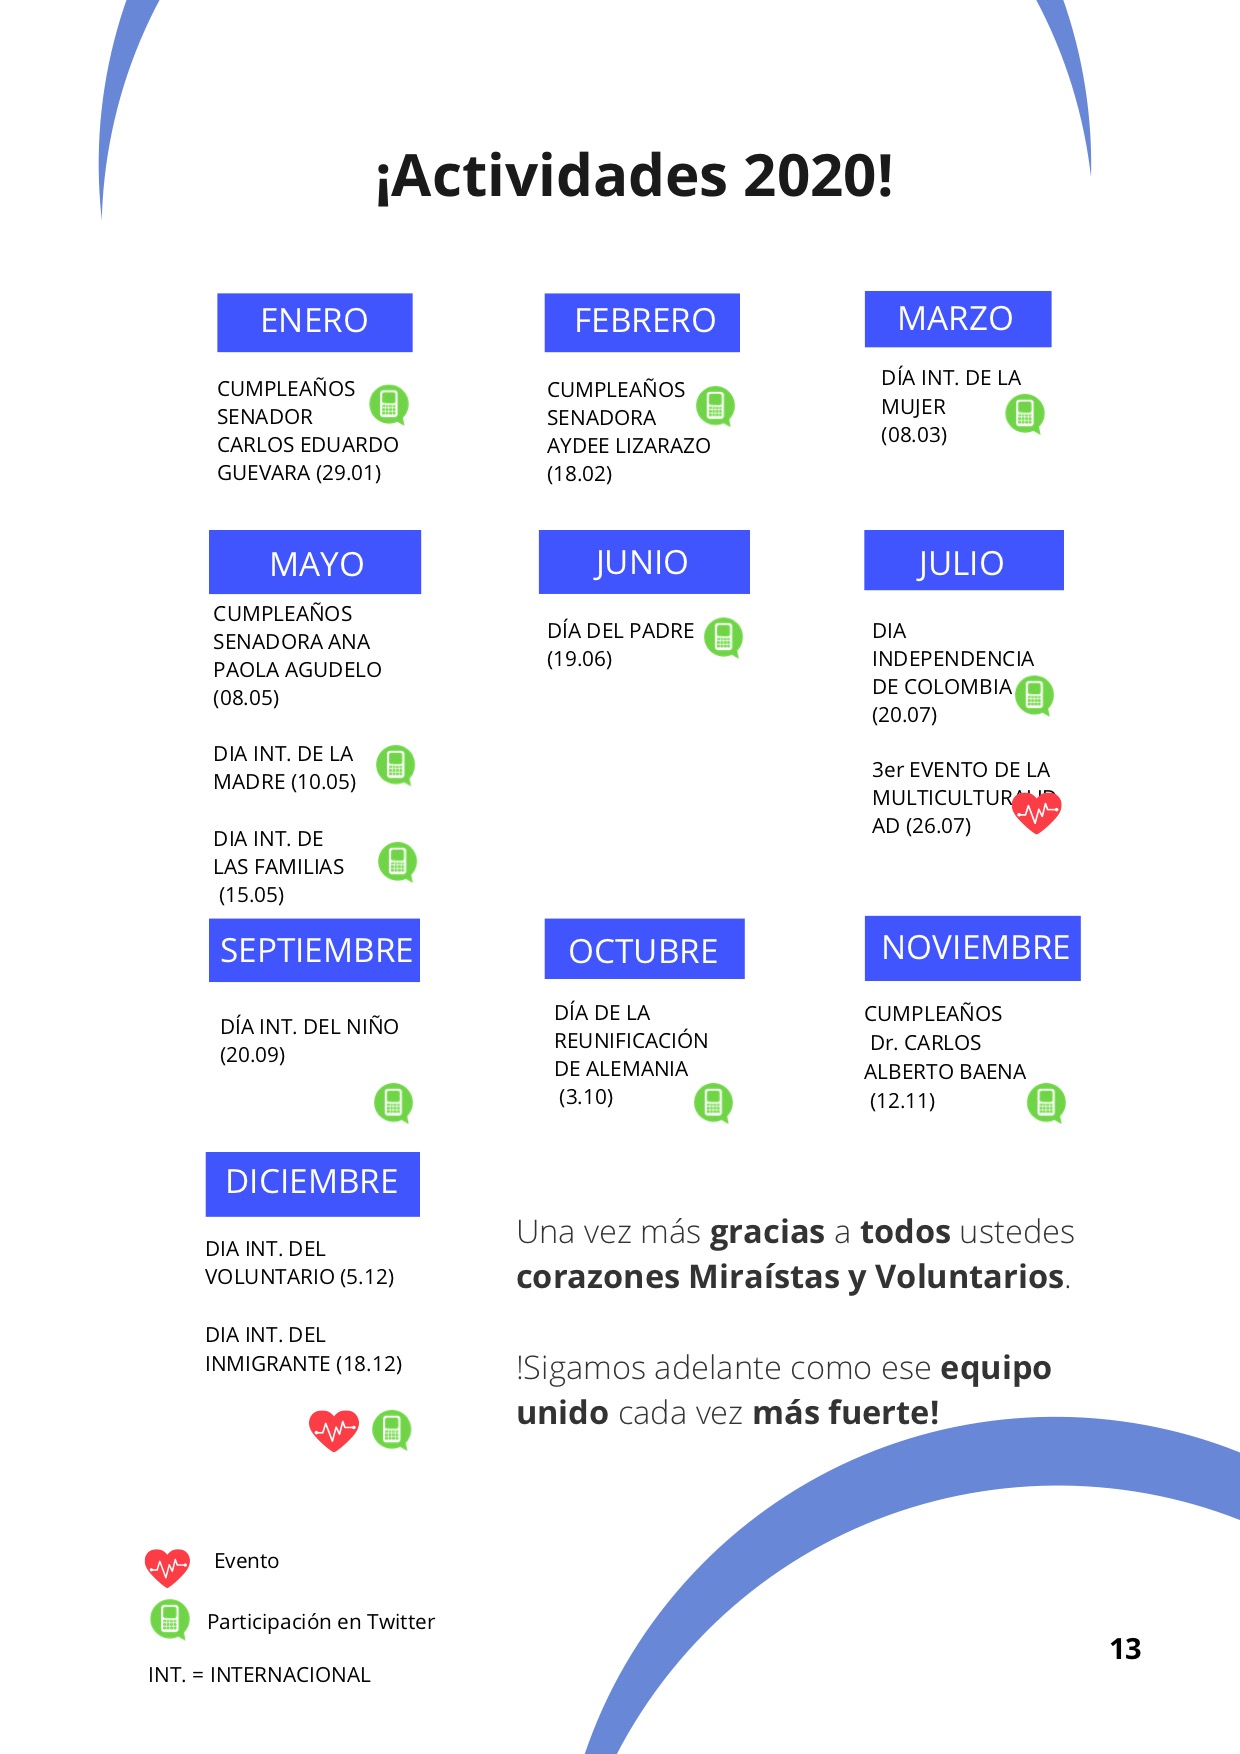 ¡Actividades 2020!
ENERO
CUMPLEAÑOS
SENADOR
CARLOS EDUARDO
GUEVARA (29.01)
FEBRERO
CUMPLEAÑOS
SENADORA
AYDEE LIZARAZO
(18.02)
MARZO
DÍA INT. DE LA
MUJER
(08.03)
MAYO
CUMPLEAÑOS
SENADORA ANA
PAOLA AGUDELO
(08.05)
DIA INT. DE LA
MADRE (10.05)
DIA INT. DE
LAS FAMILIAS
(15.05)
JUNIO
DÍA DEL PADRE
(19.06)
JULIO
DIA
INDEPENDENCIA
DE COLOMBIA
(20.07)
3er EVENTO DE LA
MULTICULTURALID
AD (26.07)
SEPTIEMBRE
DÍA INT. DEL NIÑO
(20.09)
OCTUBRE
DÍA DE LA
REUNIFICACIÓN
DE ALEMANIA
(3.10)
NOVIEMBRE
CUMPLEAÑOS
Dr. CARLOS
ALBERTO BAENA
(12.11)
DICIEMBRE
DIA INT. DEL
VOLUNTARIO (5.12)
DIA INT. DEL
INMIGRANTE (18.12)
Una vez más gracias a todos ustedes
corazones Miraístas y Voluntarios.
!Sigamos adelante como ese equipo
unido cada vez más fuerte!
Evento
Participación en Twitter
INT. = INTERNACIONAL
13